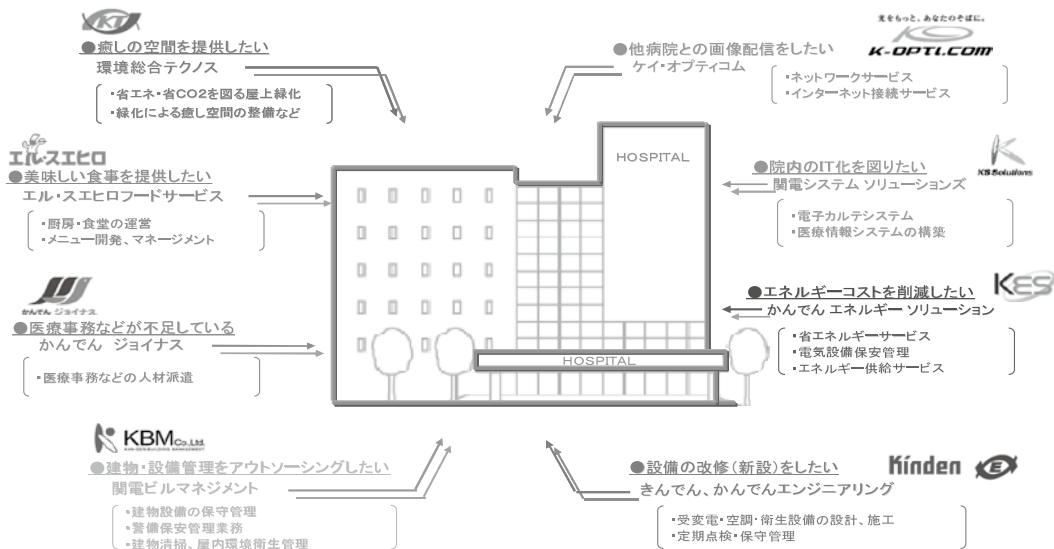 KT
●癒しの空間を提供したい
環境総合テクノス
・省エネ・省CO2を図る屋上緑化
・緑化による癒し空間の整備など
光をもっと、あなたのそばに。
K-OPTI.COM
●他病院との画像配信をしたい
ケイ・オプティコム
・ネットワークサービス
・インターネット接続サービス
エル・スエヒロ
●美味しい食事を提供したい
エル・スエヒロフードサービス
・厨房・食堂の運営
・メニュー開発、マネージメント
HOSPITAL
KS Solutions
●院内のIT化を図りたい
関電システム ソリューションズ
・電子カルテシステム
・医療情報システムの構築
かんでん ジョイナス
●医療事務などが不足している
かんでん ジョイナス
・医療事務などの人材派遣
KES
●エネルギーコストを削減したい
かんでん エネルギー ソリューション
・省エネルギーサービス
・電気設備保安管理
・エネルギー供給サービス
HOSPITAL
KBM Co.,Ltd.
KAN-DEN BUILDING MANAGEMENT
●建物・設備管理をアウトソーシングしたい
関電ビルマネジメント
・建物設備の保守管理
・警備保安管理業務
・建物清掃、屋内環境衛生管理
Kinden
E
●設備の改修(新設)をしたい
きんでん、かんでんエンジニアリング
・受変電・空調・衛生設備の設計、施工
・定期点検・保守管理